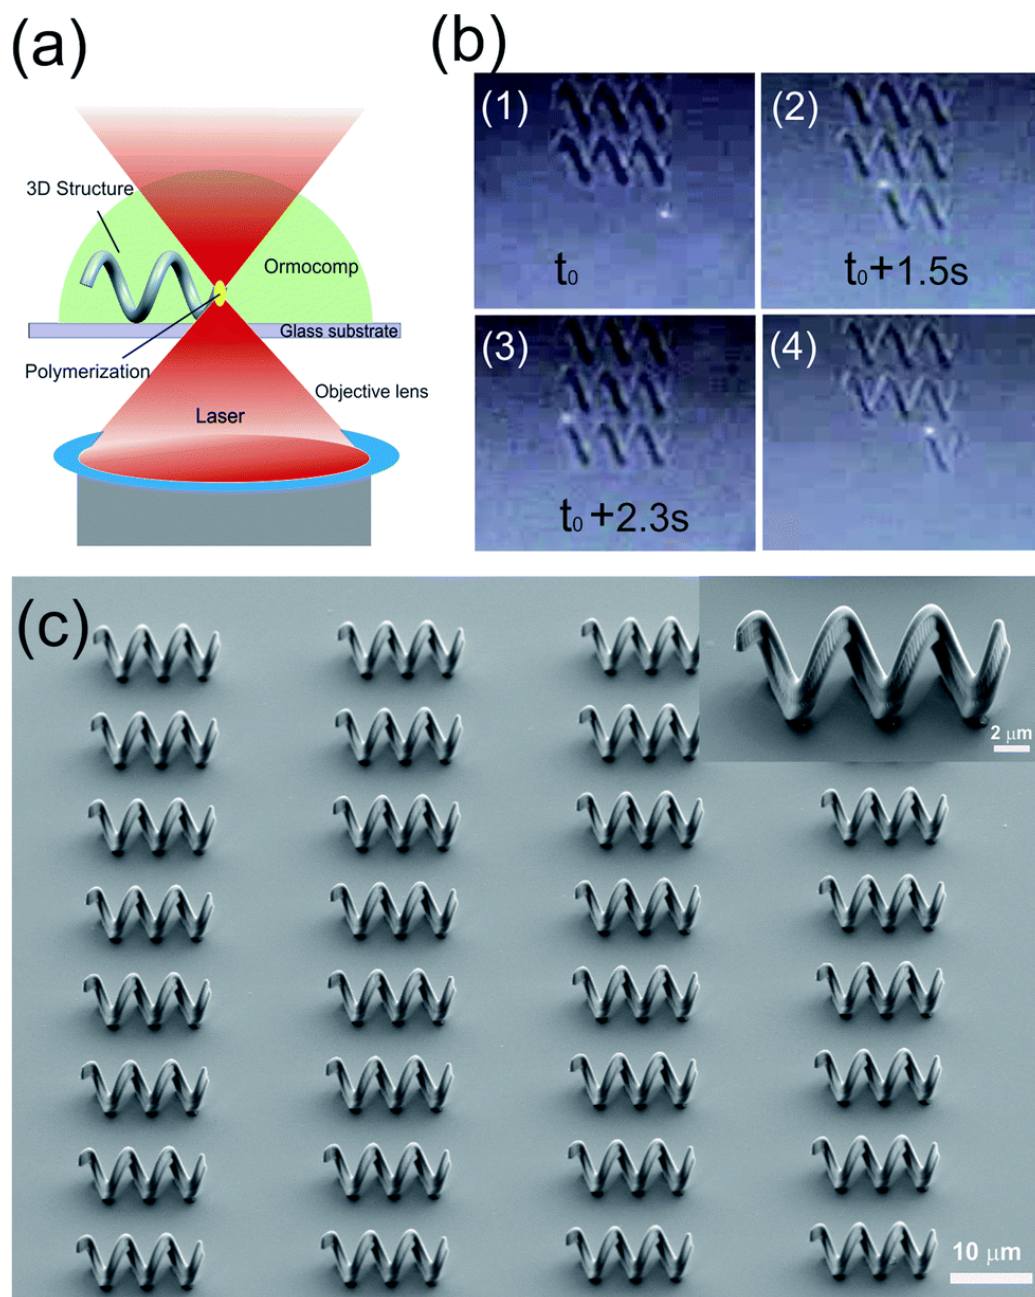 (a)
3D Structure
Ormocomp
Glass substrate
Polymerization
Objective lens
Laser
(b)
(1)
t₀
(2)
t₀+1.5s
(3)
t₀ +2.3s
(4)
(c)
2 μm
10 μm